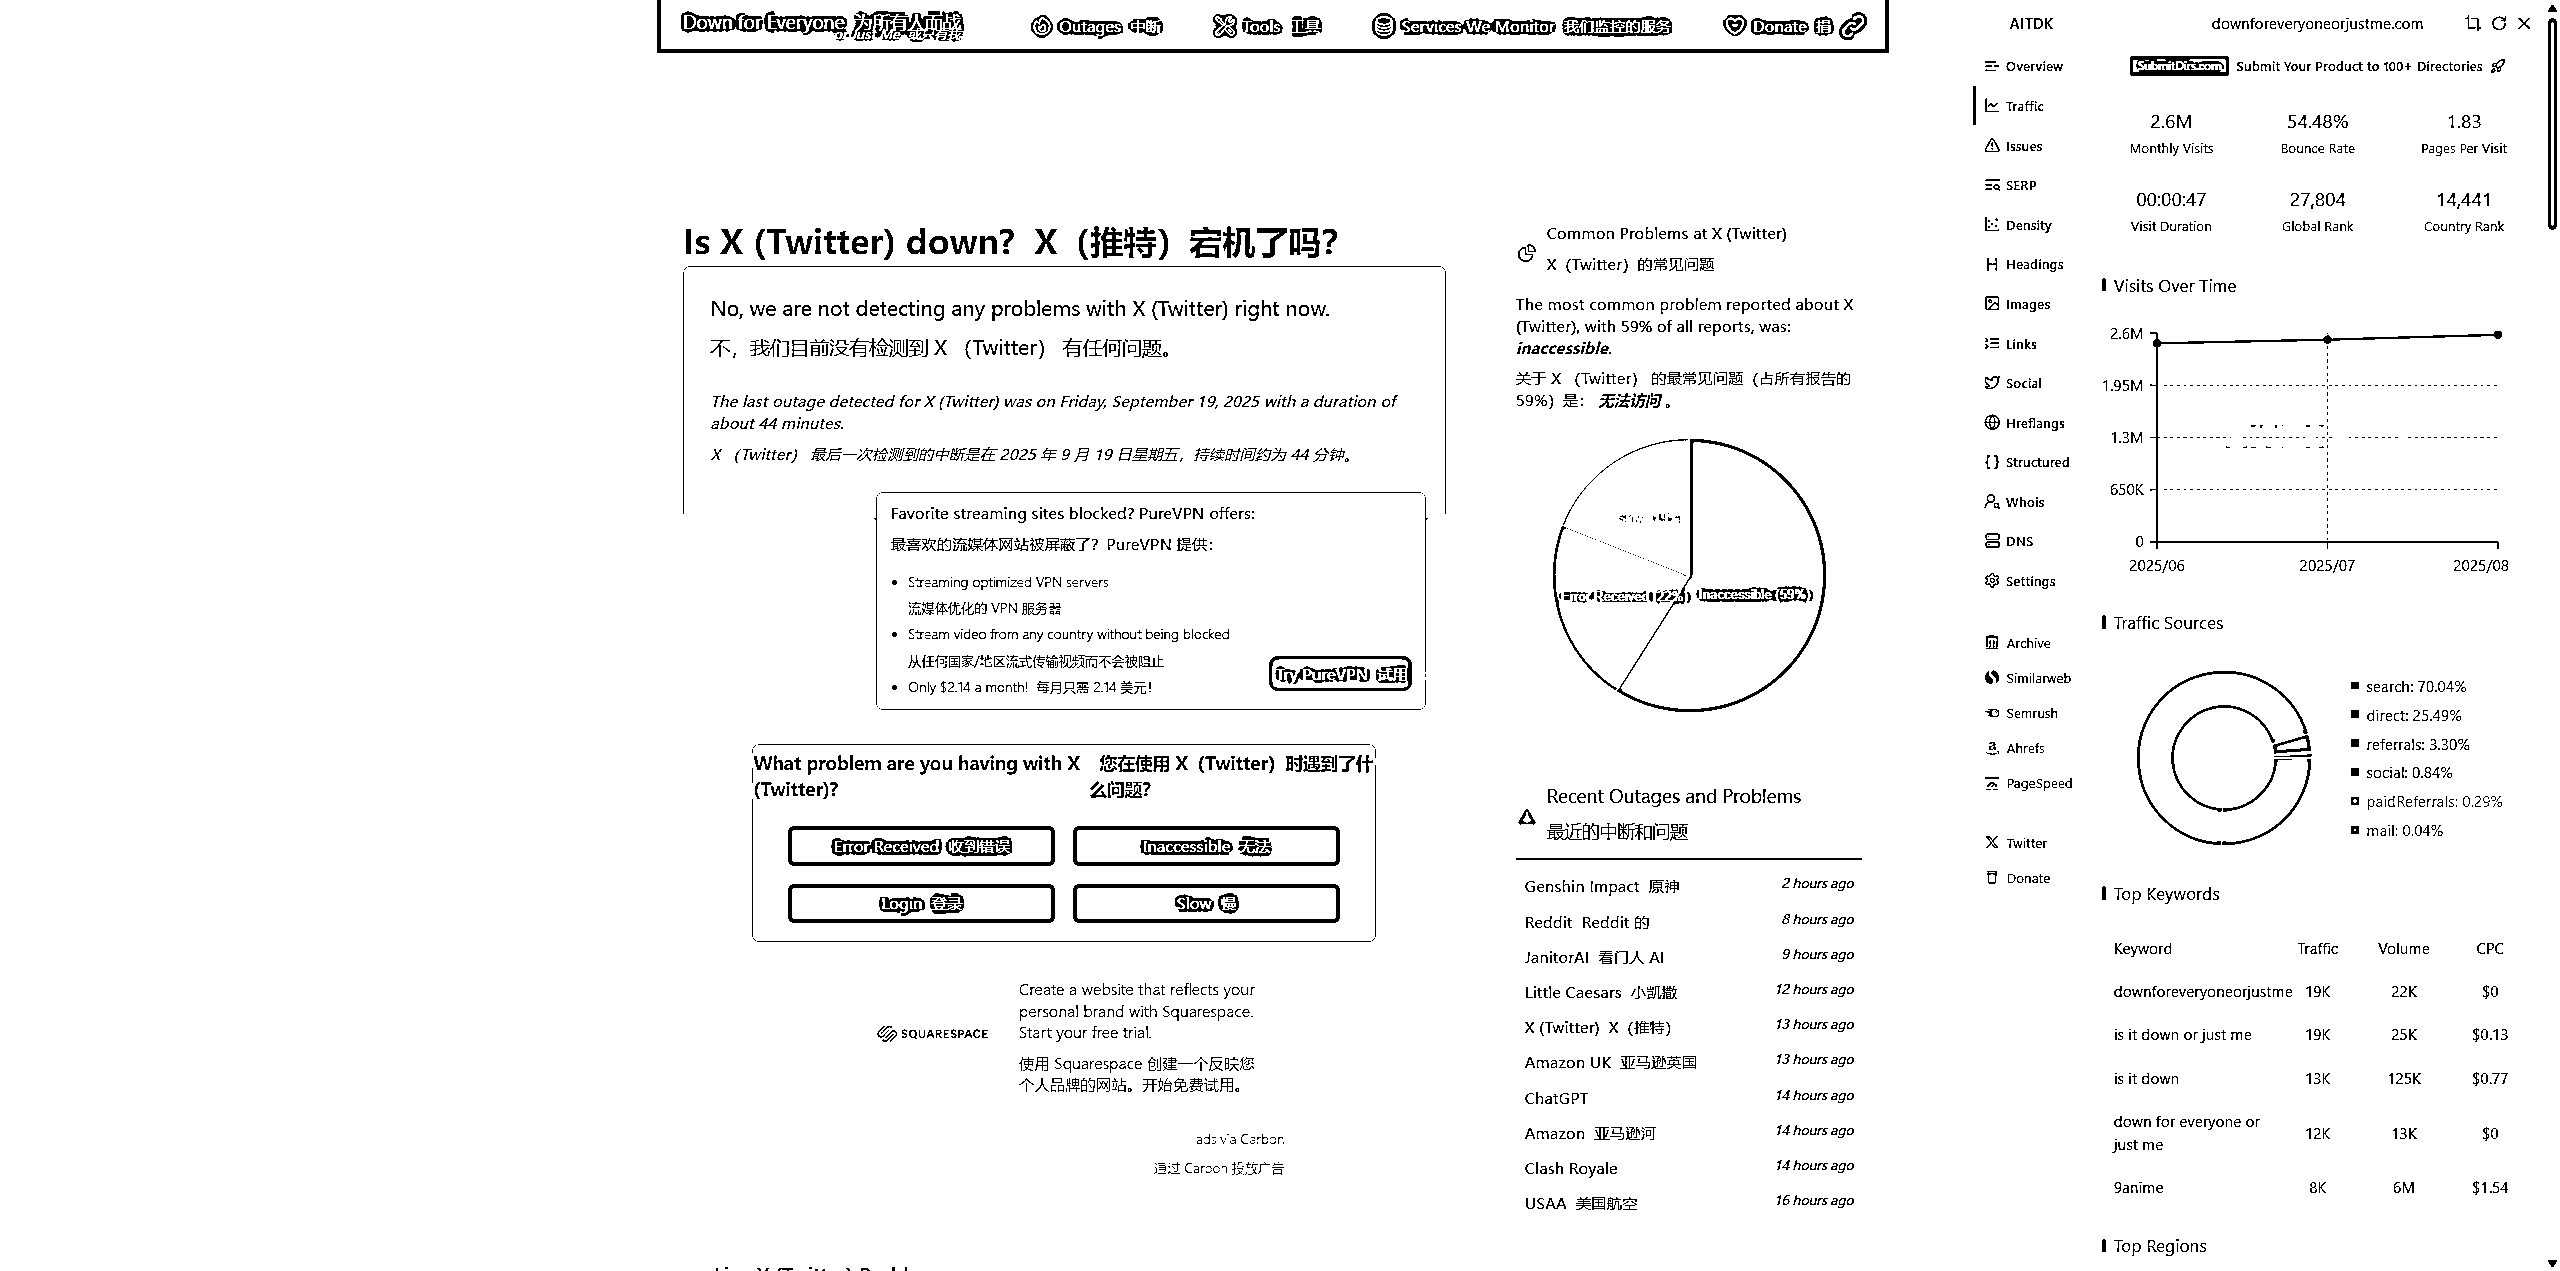 Down for Everyone 为所有人而战
or Just Me 或只有我
Outages 中断
Tools 工具
Services We Monitor 我们监控的服务
Donate 捐
Is X (Twitter) down? X（推特）宕机了吗?
No, we are not detecting any problems with X (Twitter) right now.
不，我们目前没有检测到 X （Twitter） 有任何问题。
The last outage detected for X (Twitter) was on Friday, September 19, 2025 with a duration of
about 44 minutes.
X （Twitter） 最后一次检测到的中断是在 2025 年 9 月 19 日星期五，持续时间约为 44 分钟。
Favorite streaming sites blocked? PureVPN offers:
最喜欢的流媒体网站被屏蔽了？PureVPN 提供：
• Streaming optimized VPN servers
流媒体优化的 VPN 服务器
• Stream video from any country without being blocked
从任何国家/地区流式传输视频而不会被阻止
• Only $2.14 a month! 每月只需 2.14 美元！
Try PureVPN 试用
What problem are you having with X
(Twitter)?
您在使用 X（Twitter）时遇到了什
么问题？
Error Received 收到错误
Inaccessible 无法
Login 登录
Slow 慢
SQUARESPACE
Create a website that reflects your
personal brand with Squarespace.
Start your free trial.
使用 Squarespace 创建一个反映您
个人品牌的网站。开始免费试用。
ads via Carbon
通过 Carbon 投放广告
Common Problems at X (Twitter)
X（Twitter）的常见问题
The most common problem reported about X
(Twitter), with 59% of all reports, was:
inaccessible.
关于 X （Twitter） 的最常见问题（占所有报告的
59%）是： 无法访问 。
Error Received (22%)
Inaccessible (59%)
Recent Outages and Problems
最近的中断和问题
Genshin Impact 原神 2 hours ago
Reddit Reddit 的 8 hours ago
JanitorAI 看门人 AI 9 hours ago
Little Caesars 小凯撒 12 hours ago
X (Twitter) X（推特） 13 hours ago
Amazon UK 亚马逊英国 13 hours ago
ChatGPT 14 hours ago
Amazon 亚马逊河 14 hours ago
Clash Royale 14 hours ago
USAA 美国航空 16 hours ago
AITDK
Overview
Traffic
Issues
SERP
Density
Headings
Images
Links
Social
Hreflangs
Structured
Whois
DNS
Settings
Archive
Similarweb
Semrush
Ahrefs
PageSpeed
Twitter
Donate
downforeveryoneorjustme.com
[SubmitDirs.com] Submit Your Product to 100+ Directories
2.6M 54.48% 1.83
Monthly Visits Bounce Rate Pages Per Visit
00:00:47 27,804 14,441
Visit Duration Global Rank Country Rank
Visits Over Time
2.6M
1.95M
1.3M
650K
0
2025/06 2025/07 2025/08
Traffic Sources
search: 70.04%
direct: 25.49%
referrals: 3.30%
social: 0.84%
paidReferrals: 0.29%
mail: 0.04%
Top Keywords
Keyword Traffic Volume CPC
downforeveryoneorjustme 19K 22K $0
is it down or just me 19K 25K $0.13
is it down 13K 125K $0.77
down for everyone or
just me 12K 13K $0
9anime 8K 6M $1.54
Top Regions